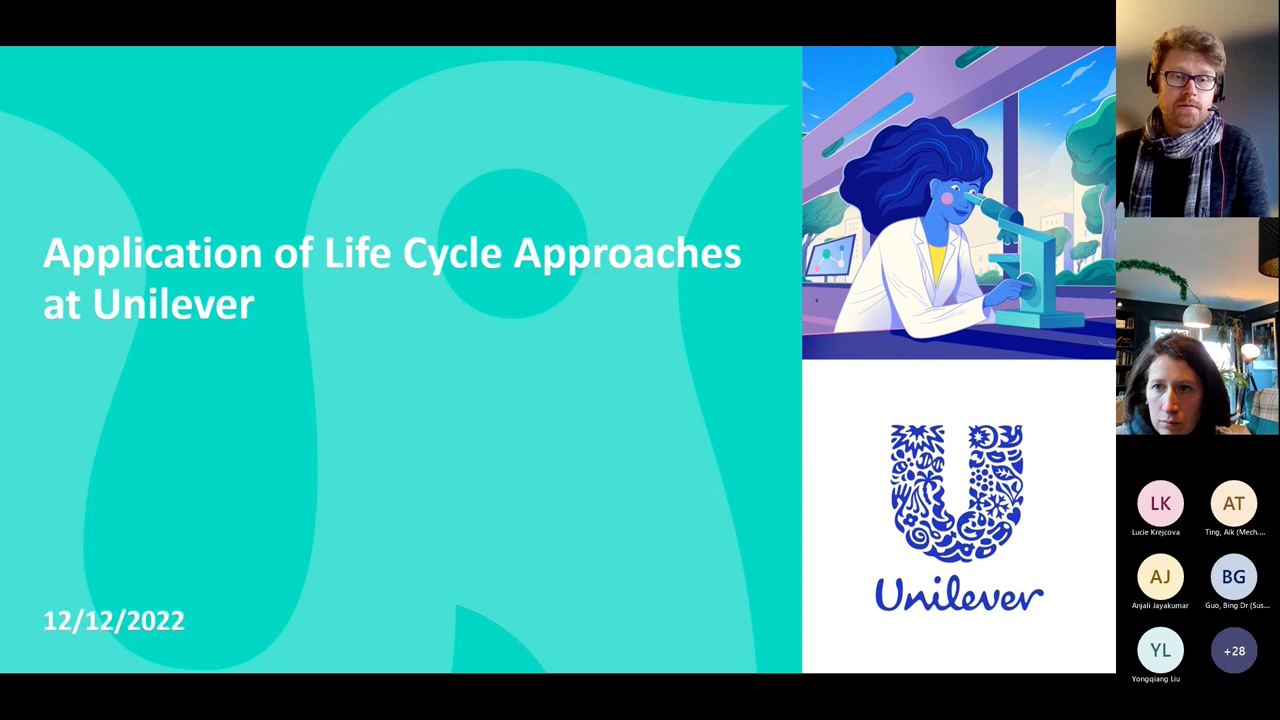 Application of Life Cycle Approaches
at Unilever
12/12/2022
Unilever
LK
Lucie Krejcova
AT
Ting, Aik (Mech....
AJ
Anjali Jayakumar
BG
Guo, Bing Dr (Sus...
YL
Yongqiang Liu
+28